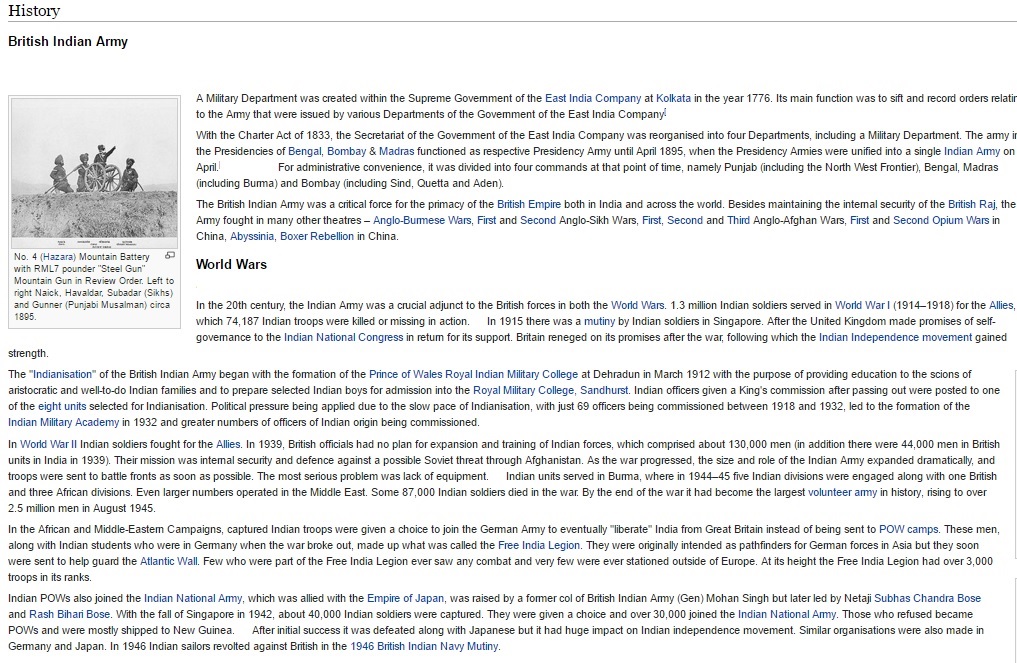 History
British Indian Army
A Military Department was created within the Supreme Government of the East India Company at Kolkata in the year 1776. Its main function was to sift and record orders relatin
to the Army that were issued by various Departments of the Government of the East India Company
With the Charter Act of 1833, the Secretariat of the Government of the East India Company was reorganised into four Departments, including a Military Department. The army in
the Presidencies of Bengal, Bombay & Madras functioned as respective Presidency Army until April 1895, when the Presidency Armies were unified into a single Indian Army on
April. For administrative convenience, it was divided into four commands at that point of time, namely Punjab (including the North West Frontier), Bengal, Madras
(including Burma) and Bombay (including Sind, Quetta and Aden).
The British Indian Army was a critical force for the primacy of the British Empire both in India and across the world. Besides maintaining the internal security of the British Raj, the
Army fought in many other theatres – Anglo-Burmese Wars, First and Second Anglo-Sikh Wars, First, Second and Third Anglo-Afghan Wars, First and Second Opium Wars in
China, Abyssinia, Boxer Rebellion in China.
No. 4 (Hazara) Mountain Battery
with RML7 pounder "Steel Gun"
Mountain Gun in Review Order. Left to
right Naick, Havaldar, Subadar (Sikhs)
and Gunner (Punjabi Musalman) circa
1895.
World Wars
In the 20th century, the Indian Army was a crucial adjunct to the British forces in both the World Wars. 1.3 million Indian soldiers served in World War I (1914–1918) for the Allies,
which 74,187 Indian troops were killed or missing in action. In 1915 there was a mutiny by Indian soldiers in Singapore. After the United Kingdom made promises of self-
governance to the Indian National Congress in return for its support. Britain reneged on its promises after the war, following which the Indian Independence movement gained
strength.
The "Indianisation" of the British Indian Army began with the formation of the Prince of Wales Royal Indian Military College at Dehradun in March 1912 with the purpose of providing education to the scions of
aristocratic and well-to-do Indian families and to prepare selected Indian boys for admission into the Royal Military College, Sandhurst. Indian officers given a King's commission after passing out were posted to one
of the eight units selected for Indianisation. Political pressure being applied due to the slow pace of Indianisation, with just 69 officers being commissioned between 1918 and 1932, led to the formation of the
Indian Military Academy in 1932 and greater numbers of officers of Indian origin being commissioned.
In World War II Indian soldiers fought for the Allies. In 1939, British officials had no plan for expansion and training of Indian forces, which comprised about 130,000 men (in addition there were 44,000 men in British
units in India in 1939). Their mission was internal security and defence against a possible Soviet threat through Afghanistan. As the war progressed, the size and role of the Indian Army expanded dramatically, and
troops were sent to battle fronts as soon as possible. The most serious problem was lack of equipment. Indian units served in Burma, where in 1944–45 five Indian divisions were engaged along with one British
and three African divisions. Even larger numbers operated in the Middle East. Some 87,000 Indian soldiers died in the war. By the end of the war it had become the largest volunteer army in history, rising to over
2.5 million men in August 1945.
In the African and Middle-Eastern Campaigns, captured Indian troops were given a choice to join the German Army to eventually "liberate" India from Great Britain instead of being sent to POW camps. These men,
along with Indian students who were in Germany when the war broke out, made up what was called the Free India Legion. They were originally intended as pathfinders for German forces in Asia but they soon
were sent to help guard the Atlantic Wall. Few who were part of the Free India Legion ever saw any combat and very few were ever stationed outside of Europe. At its height the Free India Legion had over 3,000
troops in its ranks.
Indian POWs also joined the Indian National Army, which was allied with the Empire of Japan, was raised by a former col of British Indian Army (Gen) Mohan Singh but later led by Netaji Subhas Chandra Bose
and Rash Bihari Bose. With the fall of Singapore in 1942, about 40,000 Indian soldiers were captured. They were given a choice and over 30,000 joined the Indian National Army. Those who refused became
POWs and were mostly shipped to New Guinea. After initial success it was defeated along with Japanese but it had huge impact on Indian independence movement. Similar organisations were also made in
Germany and Japan. In 1946 Indian sailors revolted against British in the 1946 British Indian Navy Mutiny.